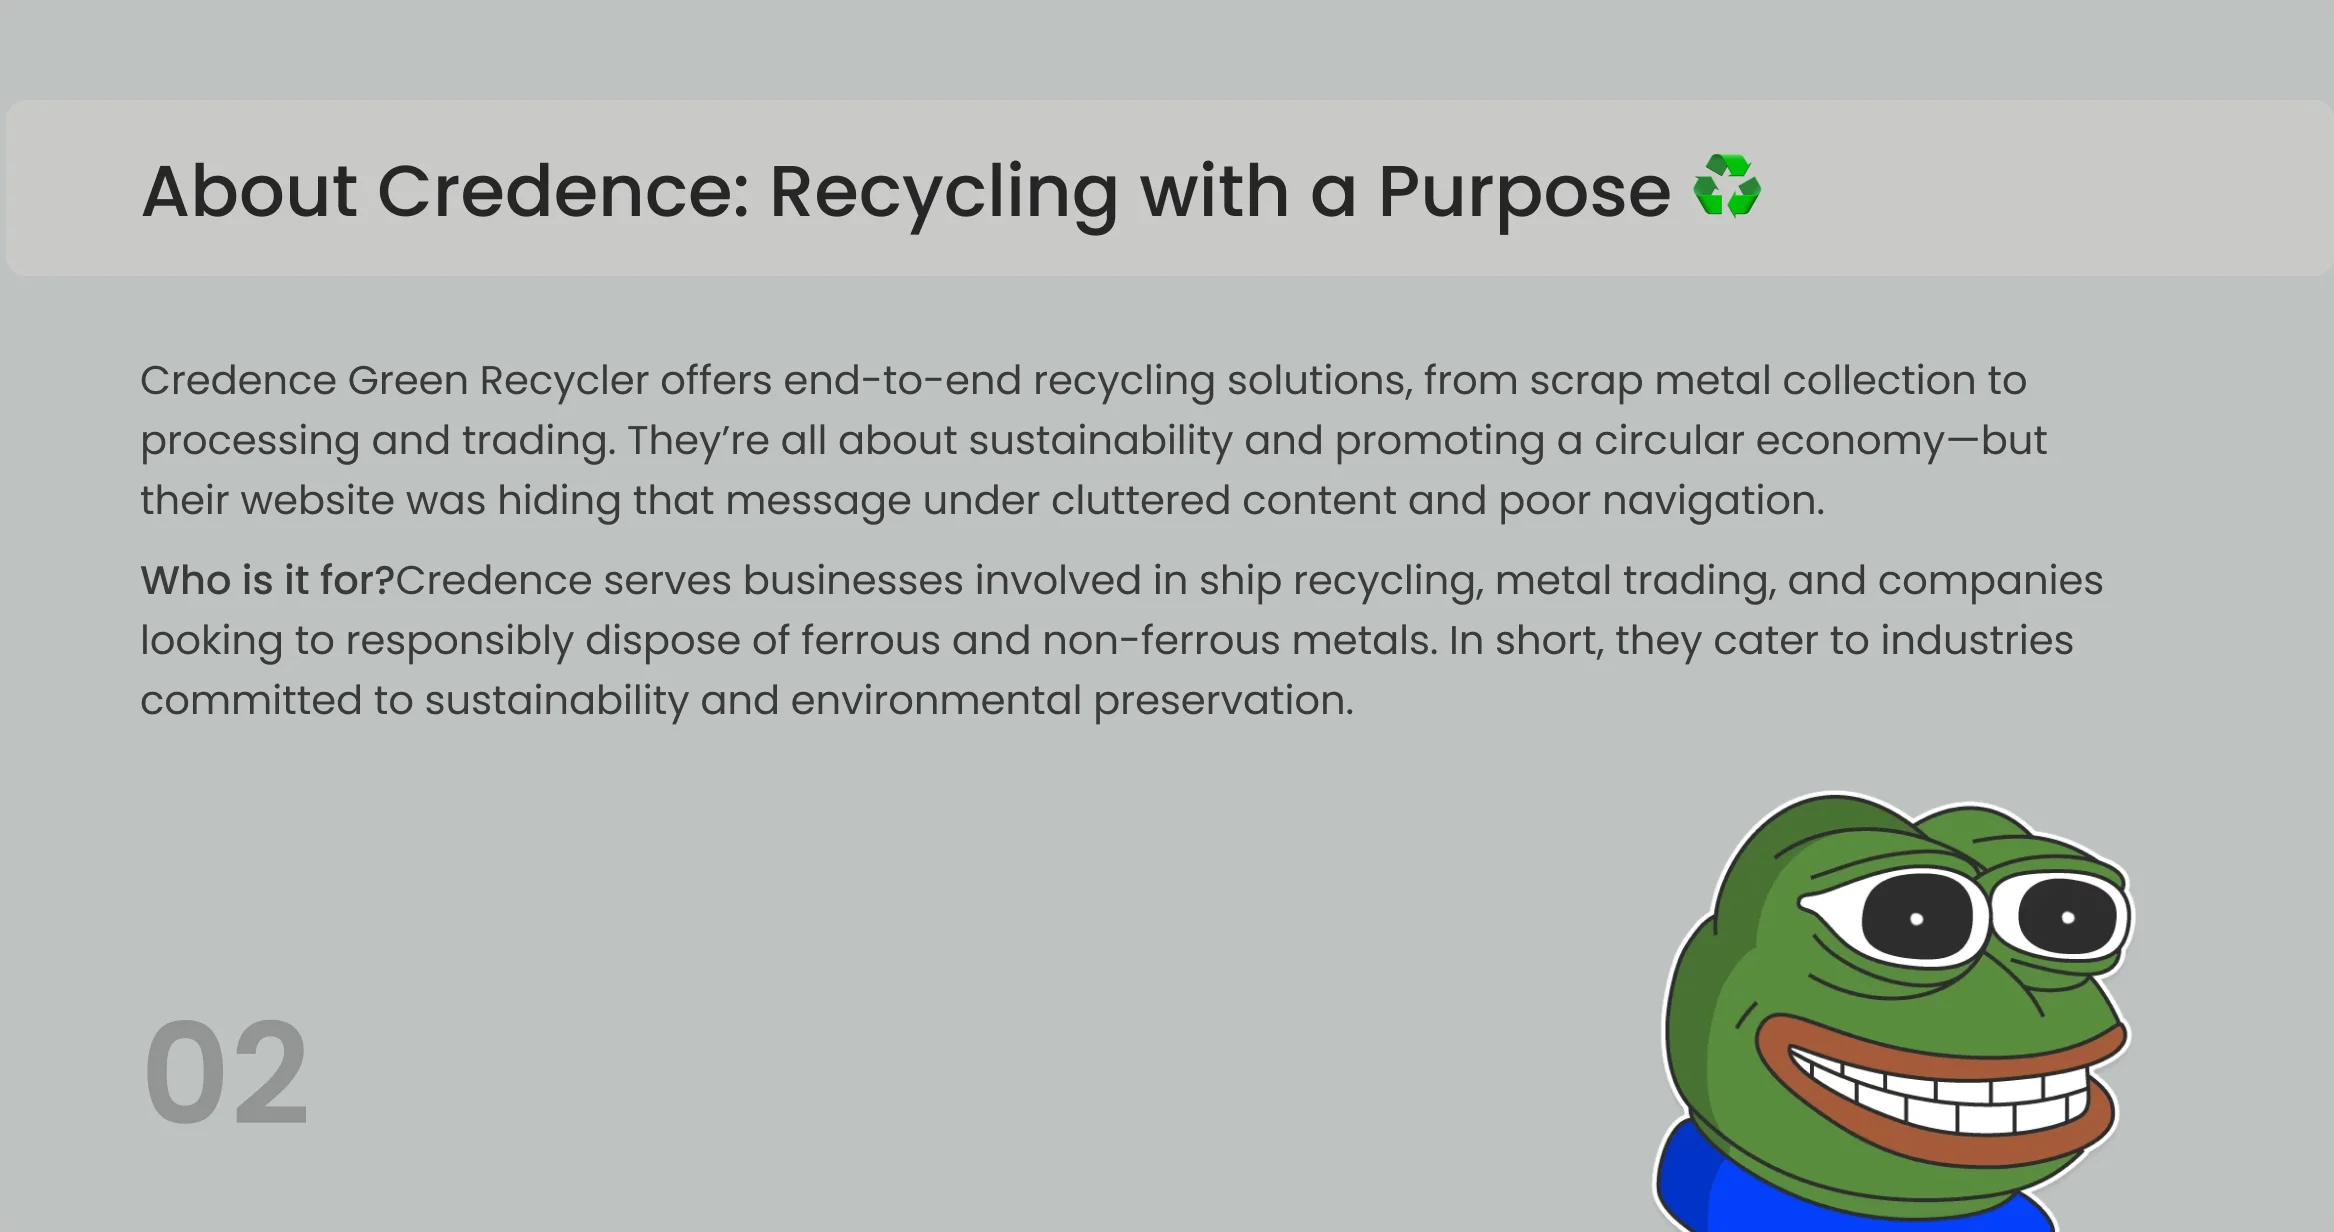 About Credence: Recycling with a Purpose ♻️
Credence Green Recycler offers end-to-end recycling solutions, from scrap metal collection to
processing and trading. They’re all about sustainability and promoting a circular economy—but
their website was hiding that message under cluttered content and poor navigation.
Who is it for?Credence serves businesses involved in ship recycling, metal trading, and companies
looking to responsibly dispose of ferrous and non-ferrous metals. In short, they cater to industries
committed to sustainability and environmental preservation.
02